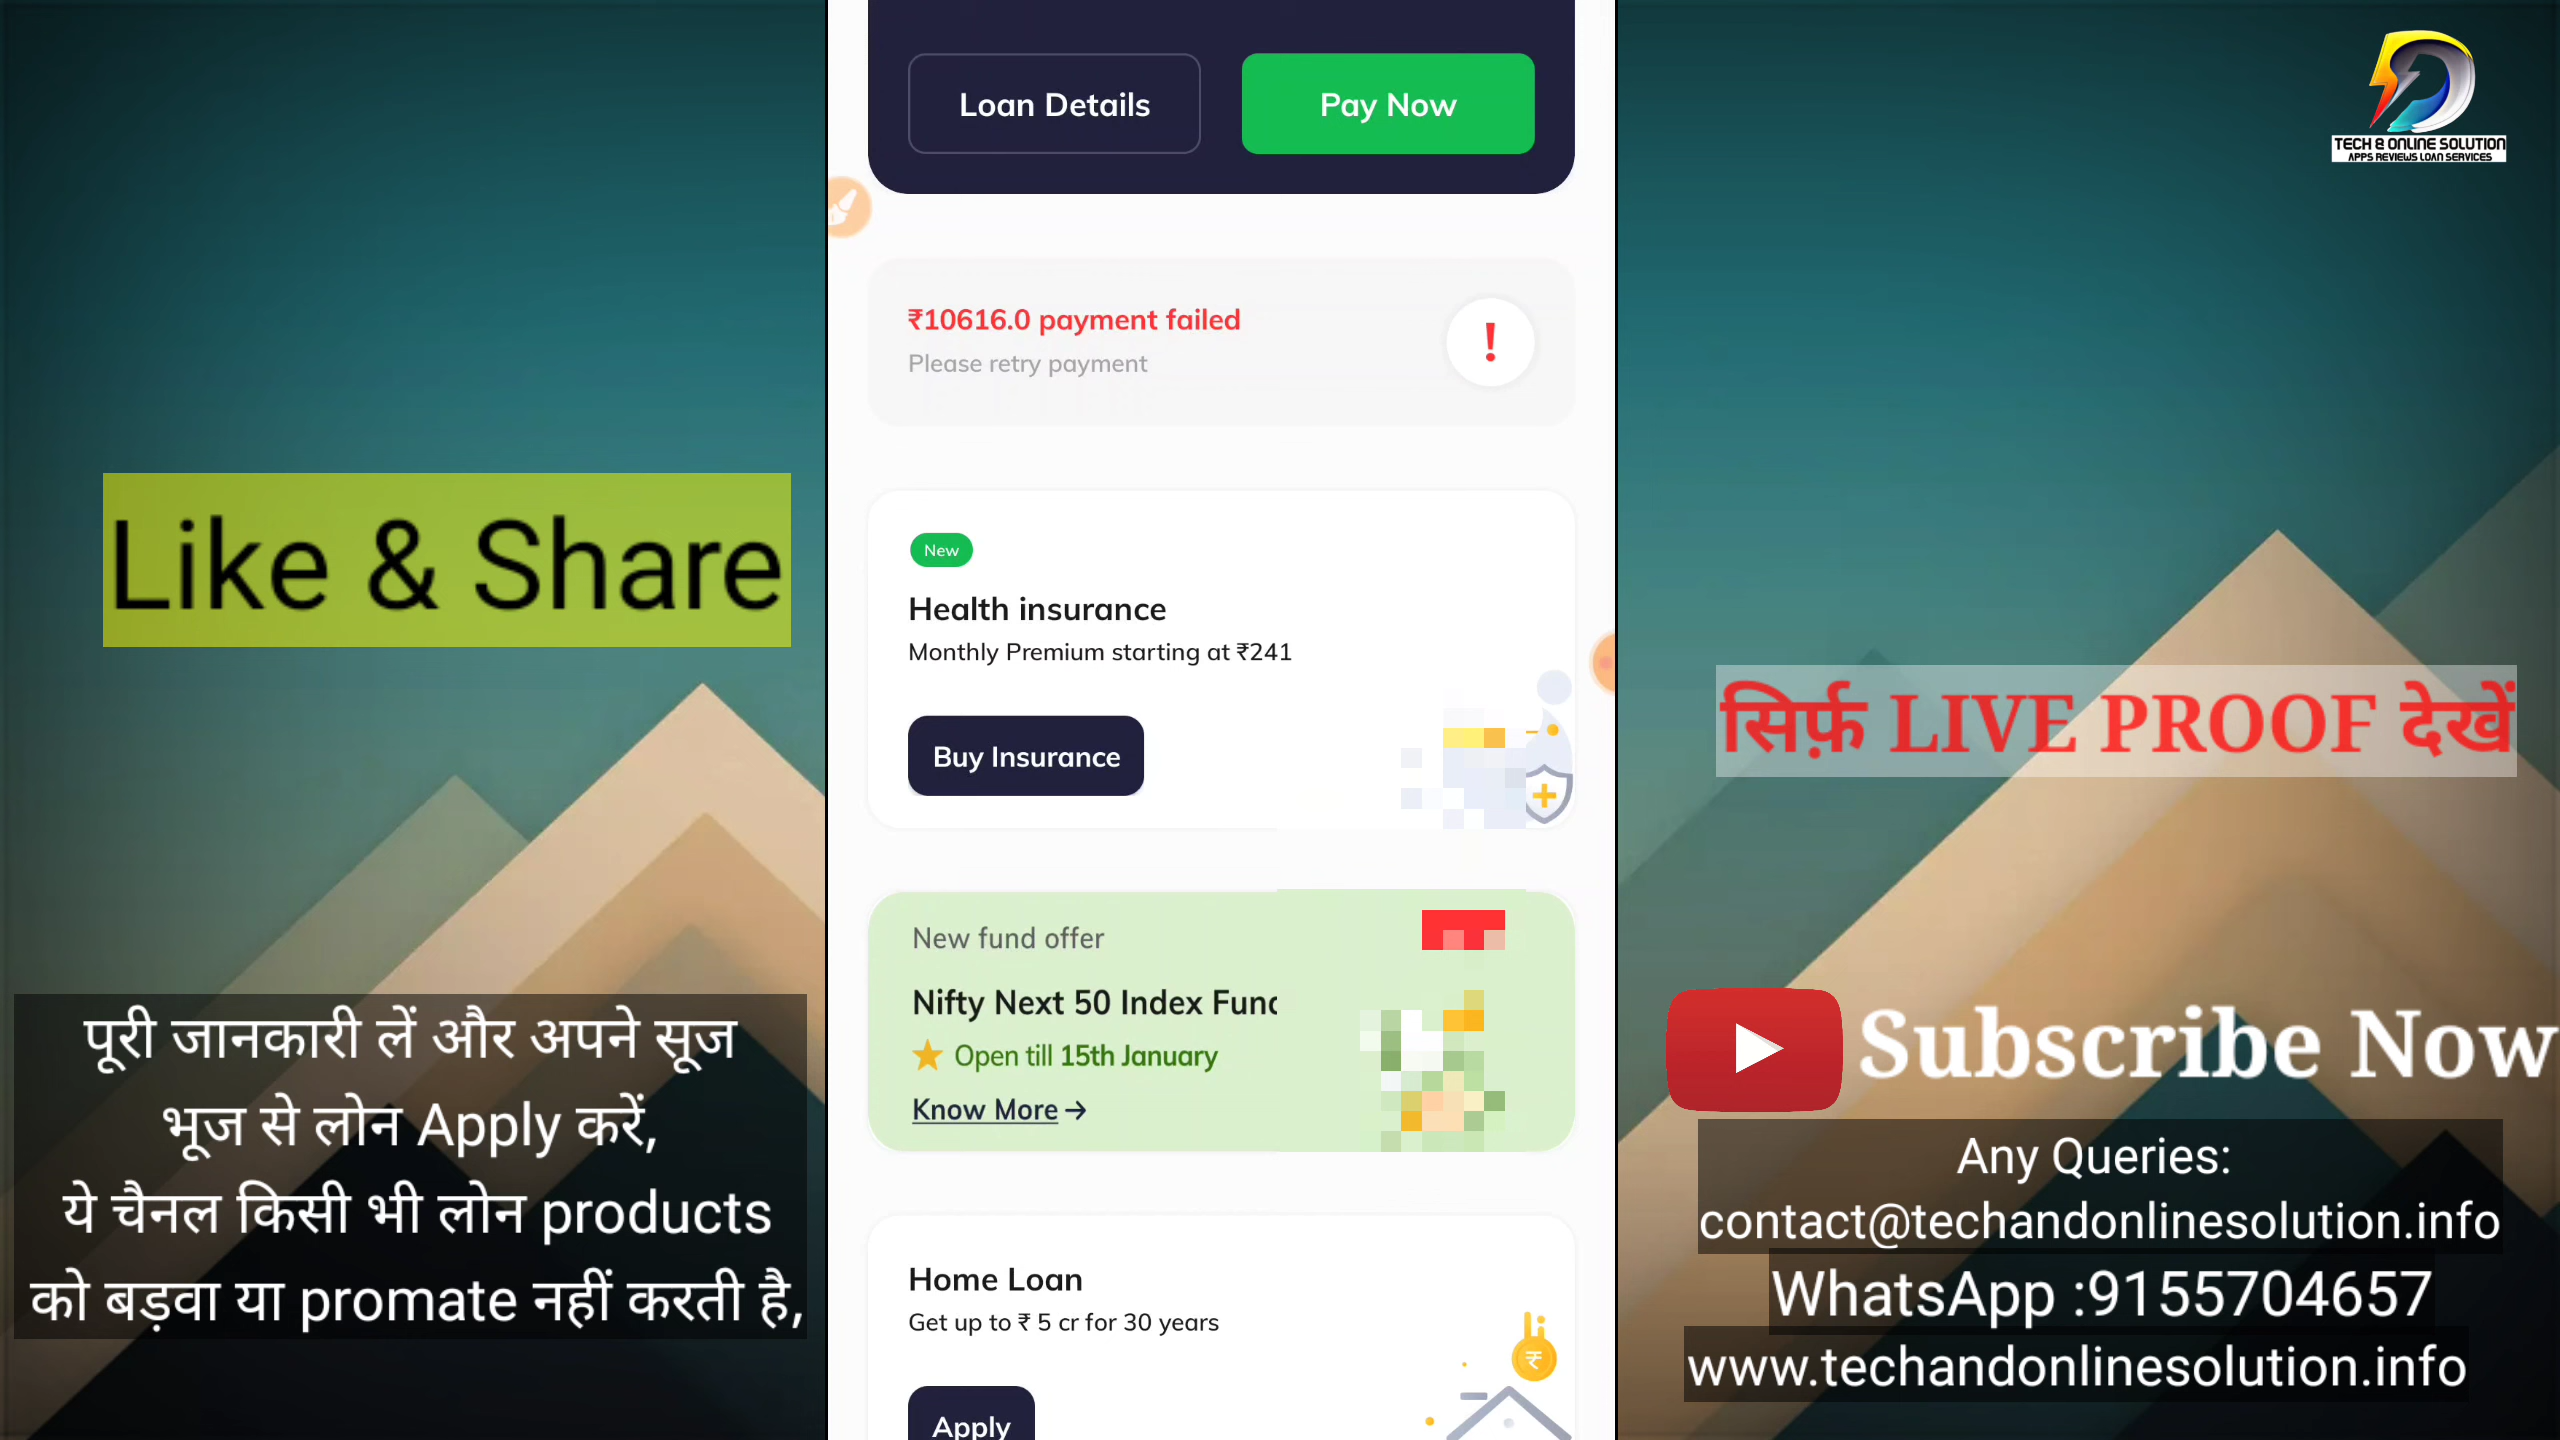 Like & Share
पूरी जानकारी लें और अपने सूज
भूज से लोन Apply करें,
ये चैनल किसी भी लोन products
को बड़वा या promate नहीं करती है,
Loan Details
Pay Now
₹10616.0 payment failed
Please retry payment
!
New
Health insurance
Monthly Premium starting at ₹241
Buy Insurance
New fund offer
Nifty Next 50 Index Fund
Open till 15th January
Know More →
Home Loan
Get up to ₹ 5 cr for 30 years
₹
Apply
TECH & ONLINE SOLUTION
APPS REVIEWS LOAN SERVICES
सिर्फ़ LIVE PROOF देखें
Subscribe Now
Any Queries:
contact@techandonlinesolution.info
WhatsApp :9155704657
www.techandonlinesolution.info